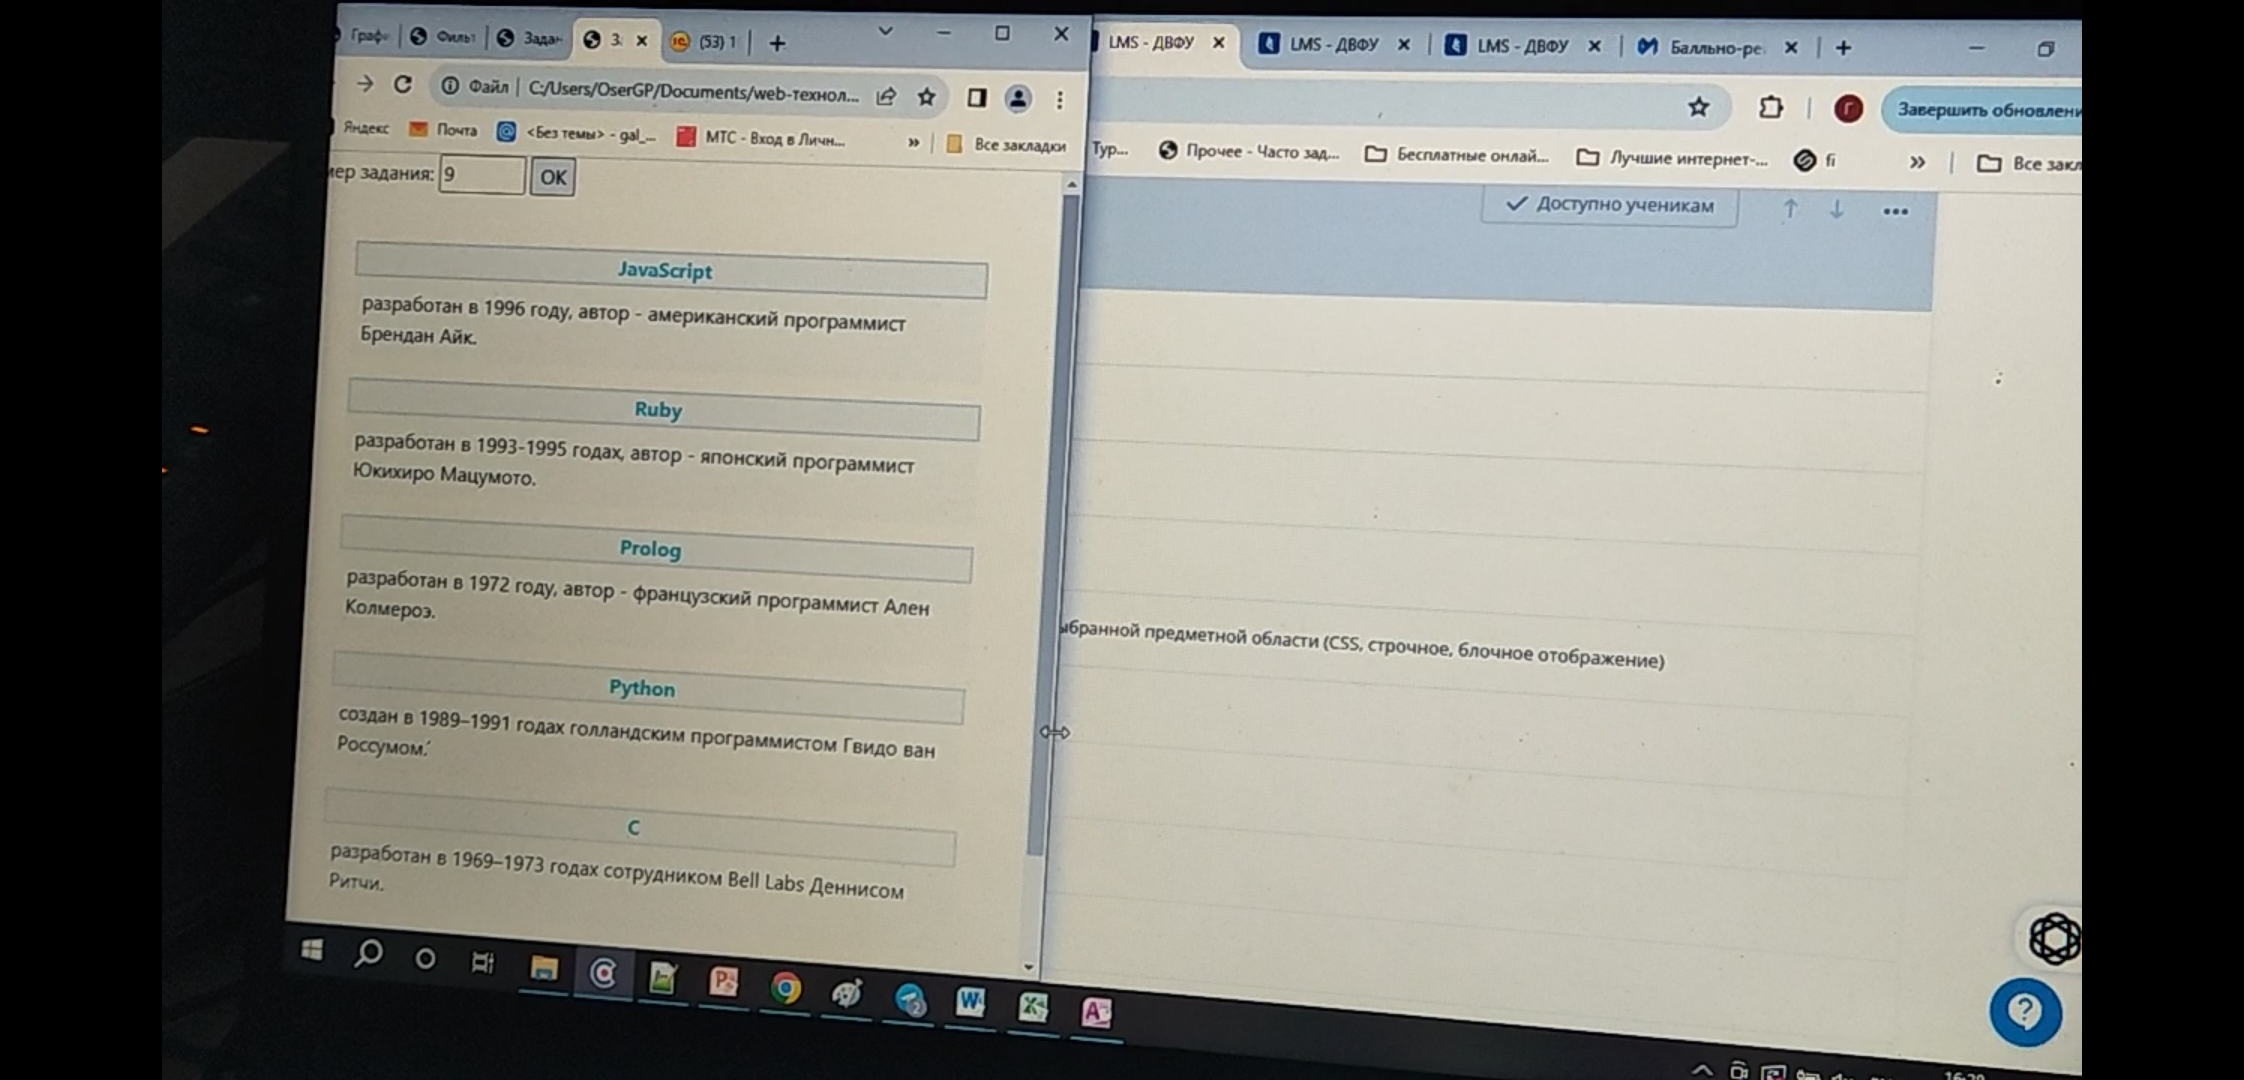 Граф
Фильт
Задан
З
(53) 1
Файл | C:/Users/OserGP/Documents/web-технол...
Яндекс
Почта
<Без темы> - gal_...
МТС - Вход в Личн...
»
Все закладки
мер задания: 9 OK
JavaScript
разработан в 1996 году, автор - американский программист
Брендан Айк.
Ruby
разработан в 1993-1995 годах, автор - японский программист
Юкихиро Мацумото.
Prolog
разработан в 1972 году, автор - французский программист Ален
Колмероэ.
Python
создан в 1989–1991 годах голландским программистом Гвидо ван
Россумом.
C
разработан в 1969–1973 годах сотрудником Bell Labs Деннисом
Ритчи.
LMS - ДВФУ
LMS - ДВФУ
LMS - ДВФУ
Балльно-ре
Завершить обновлени
Тур...
Прочее - Часто зад...
Бесплатные онлай...
Лучшие интернет-...
fi
»
Все закл
Доступно ученикам
ыбранной предметной области (CSS, строчное, блочное отображение)